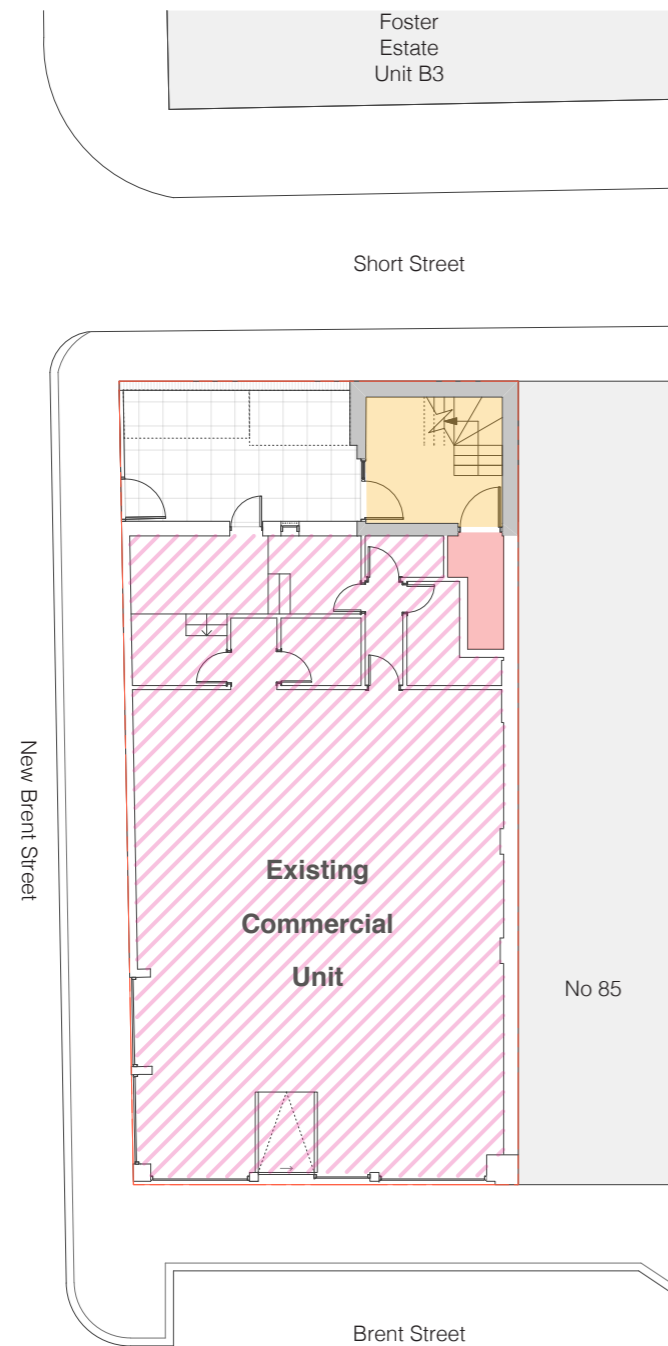 Foster
Estate
Unit B3
Short Street
New Brent Street
Existing
Commercial
Unit
No 85
Brent Street